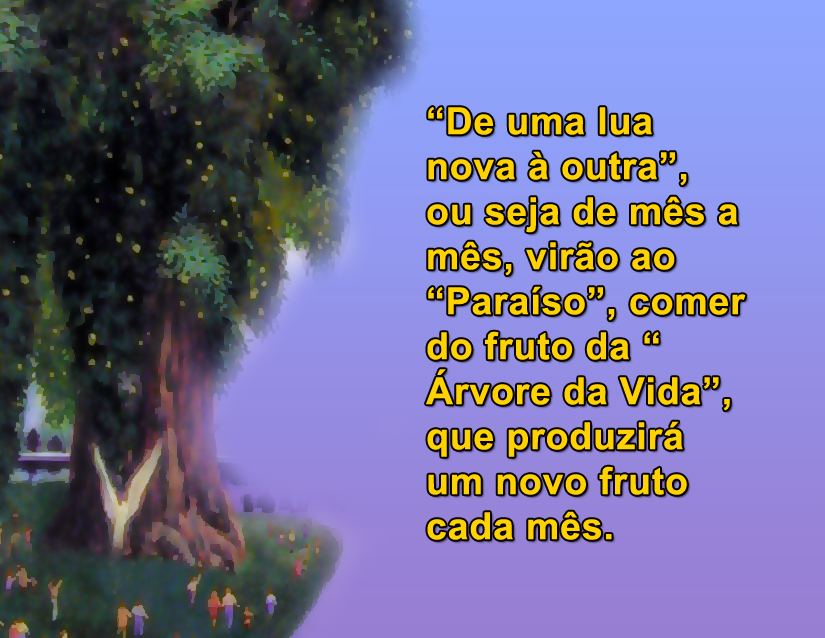 “De uma lua
nova à outra”,
ou seja de mês a
mês, virão ao
“Paraíso”, comer
do fruto da “
Árvore da Vida”,
que produzirá
um novo fruto
cada mês.